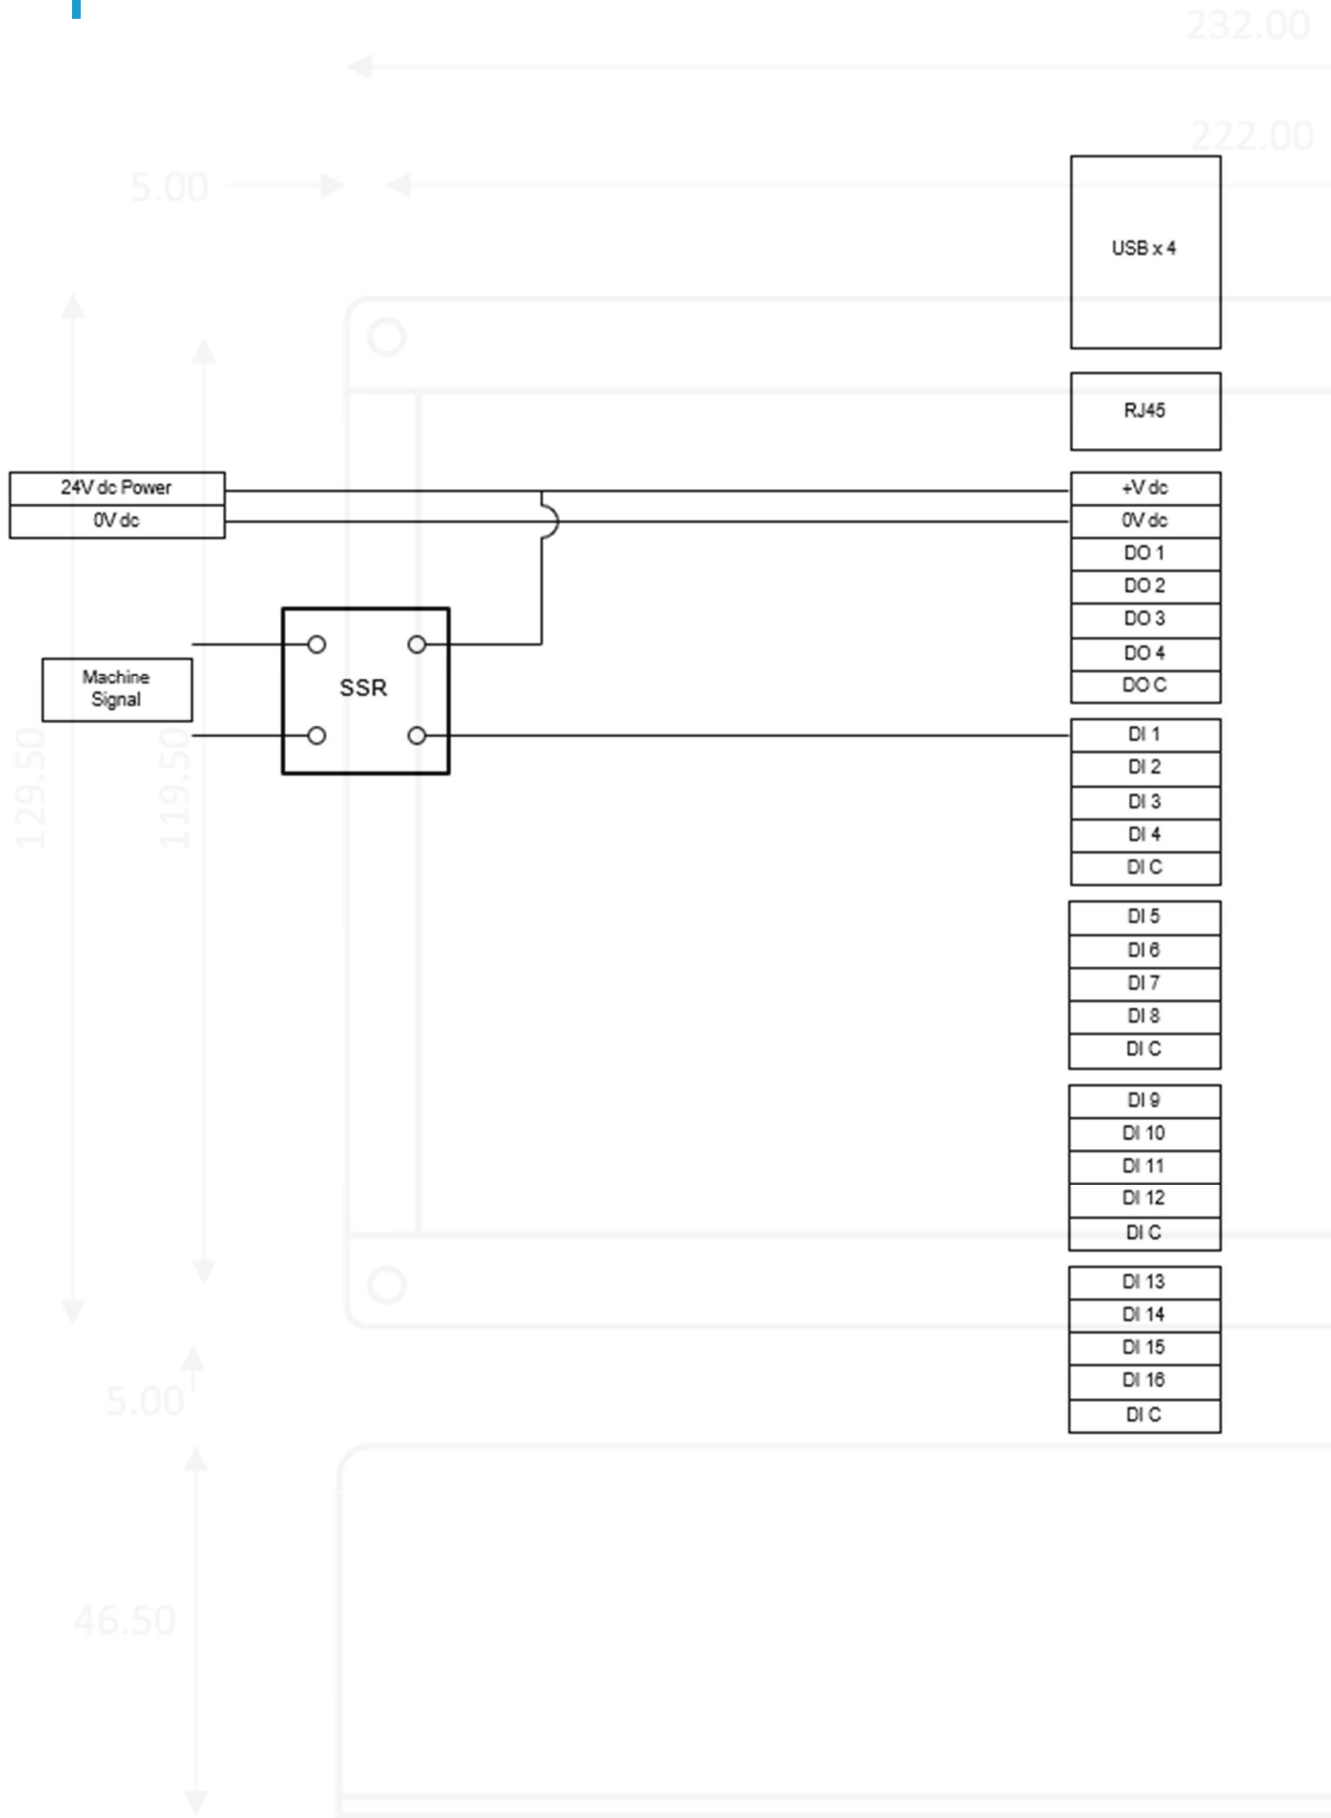 232.00
222.00
5.00
USB x 4
RJ45
24V dc Power
0V dc
+V dc
0V dc
DO 1
DO 2
DO 3
DO 4
DO C
Machine
Signal
SSR
DI 1
DI 2
DI 3
DI 4
DI C
129.50
119.50
DI 5
DI 6
DI 7
DI 8
DI C
DI 9
DI 10
DI 11
DI 12
DI C
DI 13
DI 14
DI 15
DI 16
DI C
5.00
46.50